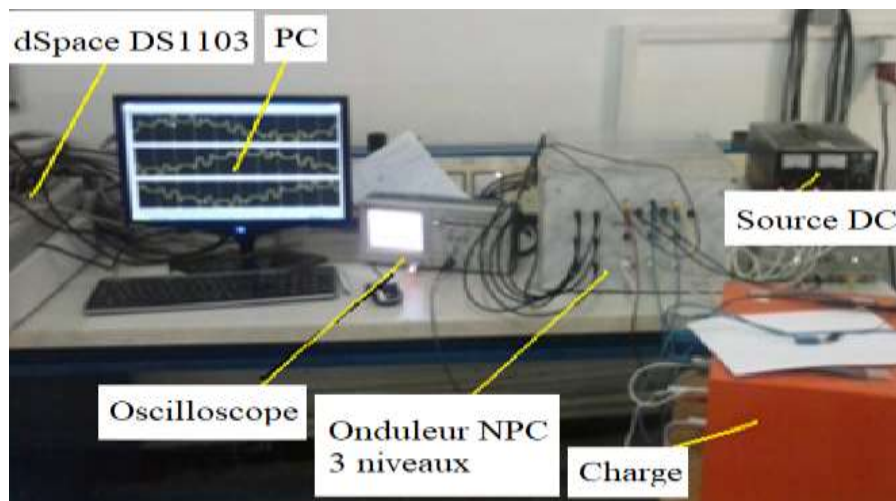 dSpace DS1103
PC
Source DC
Oscilloscope
Onduleur NPC
3 niveaux
Charge